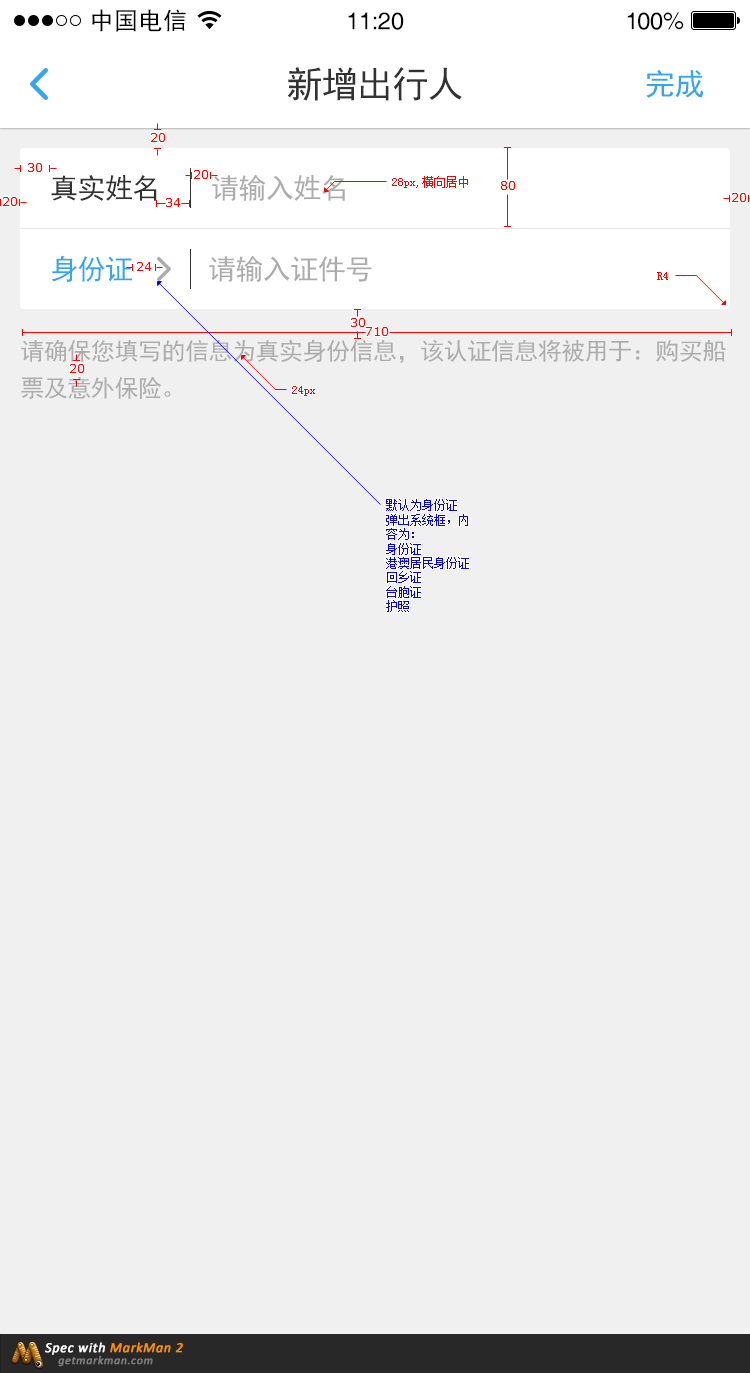 中国电信 11:20 100%
新增出行人 完成
20
30 20 28px,横向居中
真实姓名 请输入姓名 80
20 34 20
身份证 24 请输入证件号 R4
30
710
请确保您填写的信息为真实身份信息，该认证信息将被用于：购买船
20
票及意外保险。 24px
默认为身份证
弹出系统框，内
容为：
身份证
港澳居民身份证
回乡证
台胞证
护照
Spec with MarkMan 2
getmarkman.com